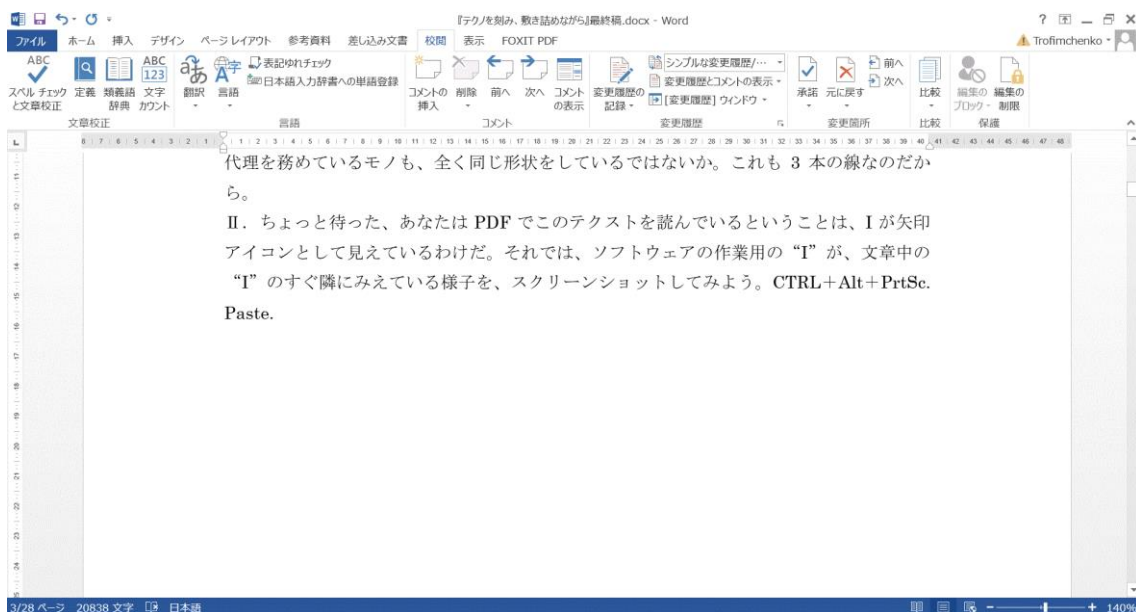 『テクノを刻み、敷き詰めながら』最終稿.docx - Word
ファイル ホーム 挿入 デザイン ページ レイアウト 参考資料 差し込み文書 校閲 表示 FOXIT PDF Trofimchenko
ABC
スペル チェックと文章校正
定義
類義語辞典
ABC 123
文字カウント
翻訳
言語
表記ゆれチェック
日本語入力辞書への単語登録
コメントの挿入
削除
前へ
次へ
コメントの表示
変更履歴の記録
シンプルな変更履歴/…
変更履歴とコメントの表示
[変更履歴] ウィンドウ
承諾
元に戻す
前へ
次へ
比較
編集のブロック
編集の制限
文章校正 言語 コメント 変更履歴 変更箇所 比較 保護
代理を務めているモノも、全く同じ形状をしているではないか。これも 3 本の線なのだか
ら。
Ⅱ．ちょっと待った、あなたは PDF でこのテクストを読んでいるということは、I が矢印
アイコンとして見えているわけだ。それでは、ソフトウェアの作業用の“I”が、文章中の
“I”のすぐ隣にみえている様子を、スクリーンショットしてみよう。CTRL＋Alt＋PrtSc.
Paste.
3/28 ページ 20838 文字 日本語 140%